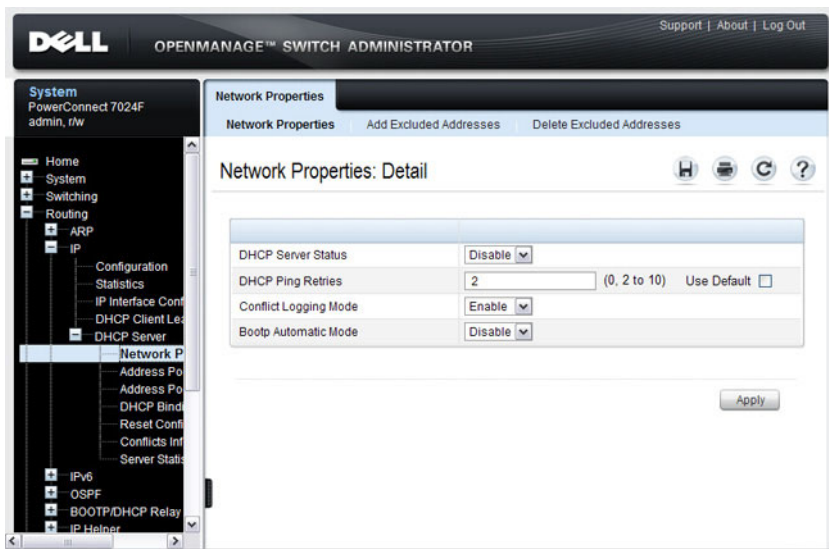 Support | About | Log Out
DELL OPENMANAGE™ SWITCH ADMINISTRATOR
System
PowerConnect 7024F
admin, r/w
Home
System
Switching
Routing
ARP
IP
Configuration
Statistics
IP Interface Conf
DHCP Client Lea
DHCP Server
Network P
Address Po
Address Po
DHCP Bindi
Reset Confi
Conflicts Inf
Server Statis
IPv6
OSPF
BOOTP/DHCP Relay
IP Helper
Network Properties
Network Properties Add Excluded Addresses Delete Excluded Addresses
Network Properties: Detail
?
DHCP Server Status Disable
DHCP Ping Retries 2 (0, 2 to 10) Use Default
Conflict Logging Mode Enable
Bootp Automatic Mode Disable
Apply